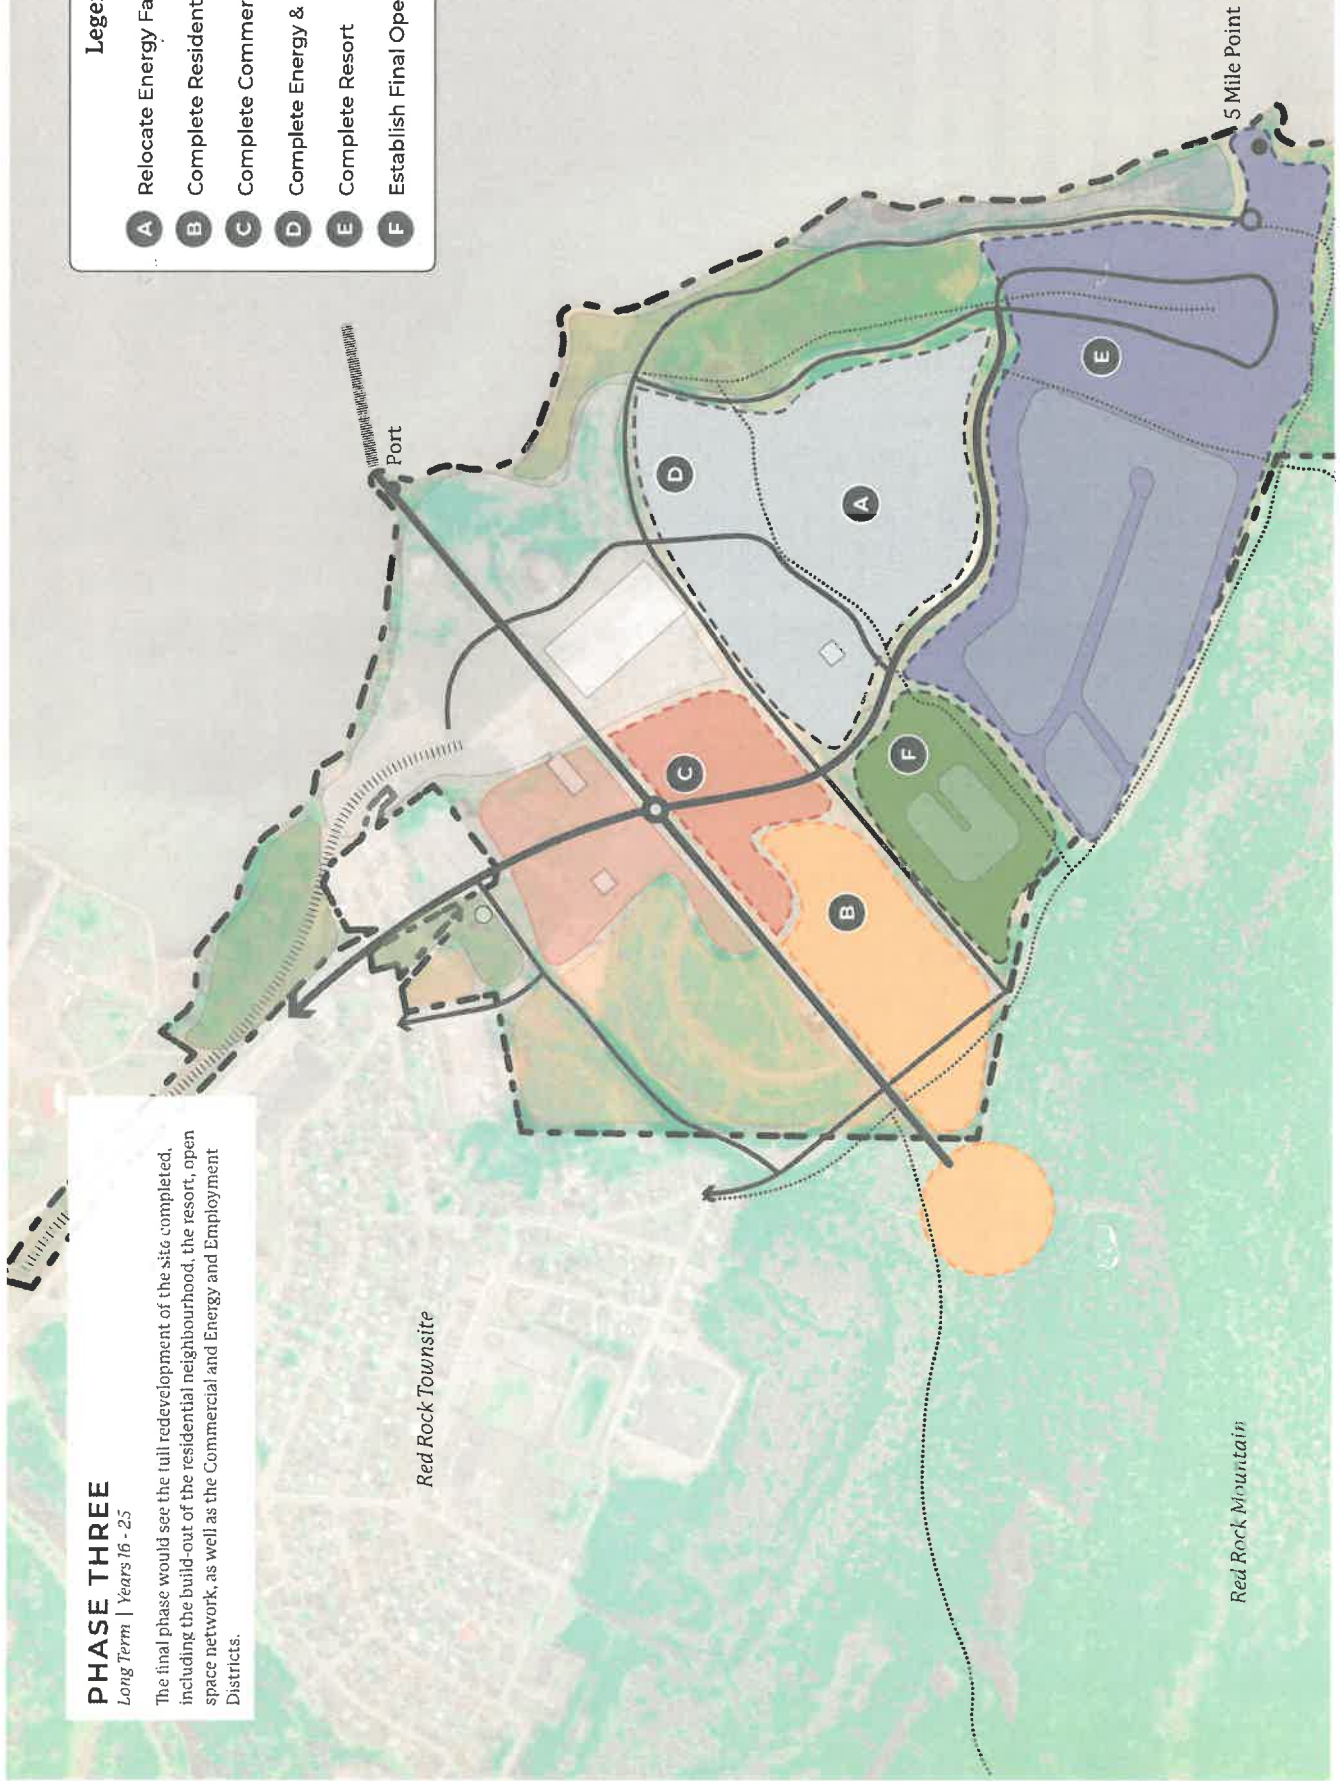 PHASE THREE
Long Term | Years 16 - 25
The final phase would see the full redevelopment of the site completed,
including the build-out of the residential neighbourhood, the resort, open
space network, as well as the Commercial and Energy and Employment
Districts.
A Relocate Energy Fa
B Complete Resident
C Complete Commer
D Complete Energy &
E Complete Resort
F Establish Final Ope
Port
5 Mile Point
Red Rock Townsite
Red Rock Mountain
A
B
C
D
E
F